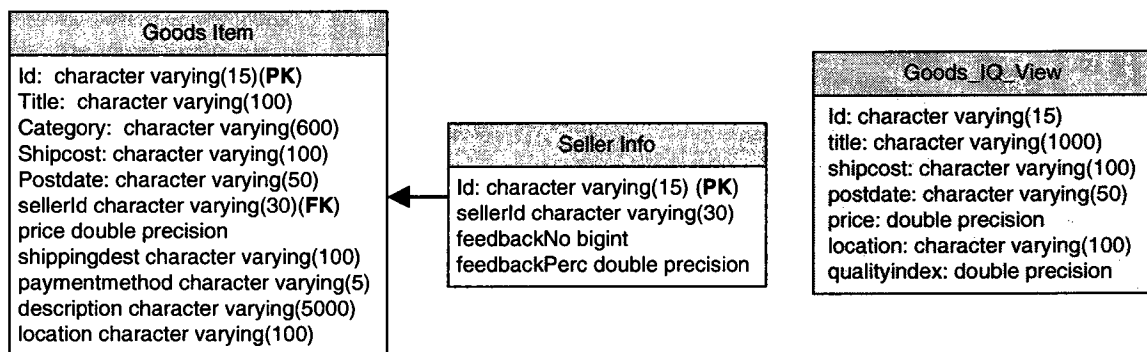 Goods Item
Id: character varying(15)(PK)
Title: character varying(100)
Category: character varying(600)
Shipcost: character varying(100)
Postdate: character varying(50)
sellerId character varying(30)(FK)
price double precision
shippingdest character varying(100)
paymentmethod character varying(5)
description character varying(5000)
location character varying(100)
Seller Info
Id: character varying(15) (PK)
sellerId character varying(30)
feedbackNo bigint
feedbackPerc double precision
Goods_IQ_View
Id: character varying(15)
title: character varying(1000)
shipcost: character varying(100)
postdate: character varying(50)
price: double precision
location: character varying(100)
qualityindex: double precision